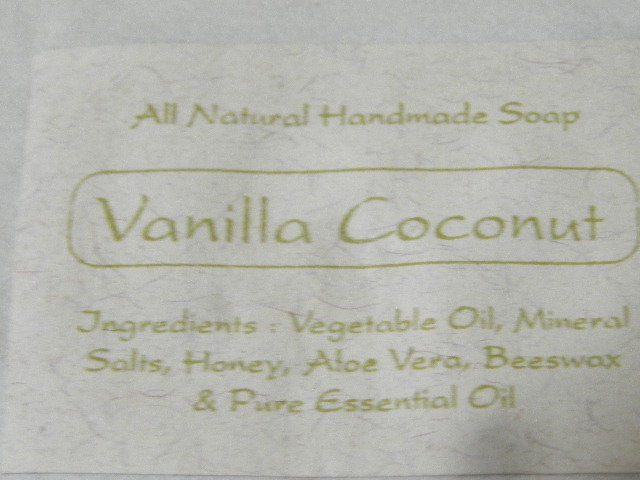 All Natural Handmade Soap
Vanilla Coconut
Ingredients : Vegetable Oil, Mineral
Salts, Honey, Aloe Vera, Beeswax
& Pure Essential Oil